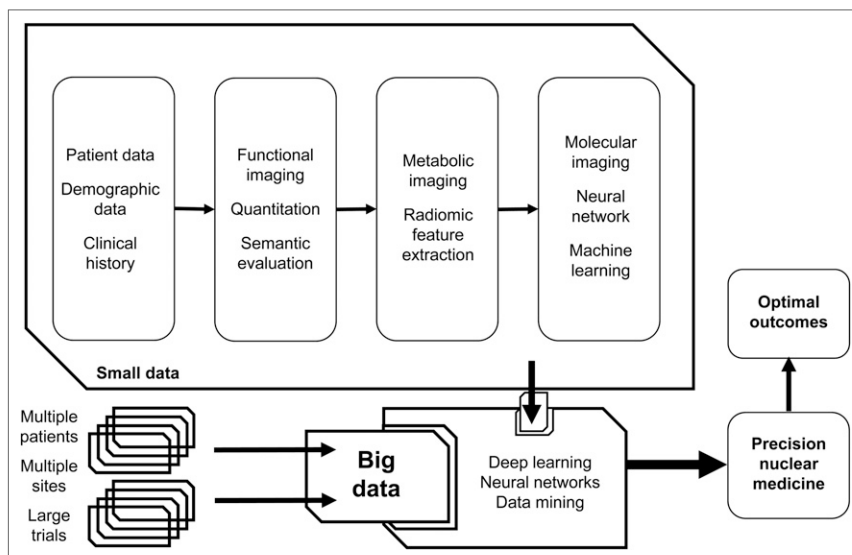 Patient data
Demographic
data
Clinical
history
Functional
imaging
Quantitation
Semantic
evaluation
Metabolic
imaging
Radiomic
feature
extraction
Molecular
imaging
Neural
network
Machine
learning
Small data
Optimal
outcomes
Multiple
patients
Multiple
sites
Large
trials
Big
data
Deep learning
Neural networks
Data mining
Precision
nuclear
medicine